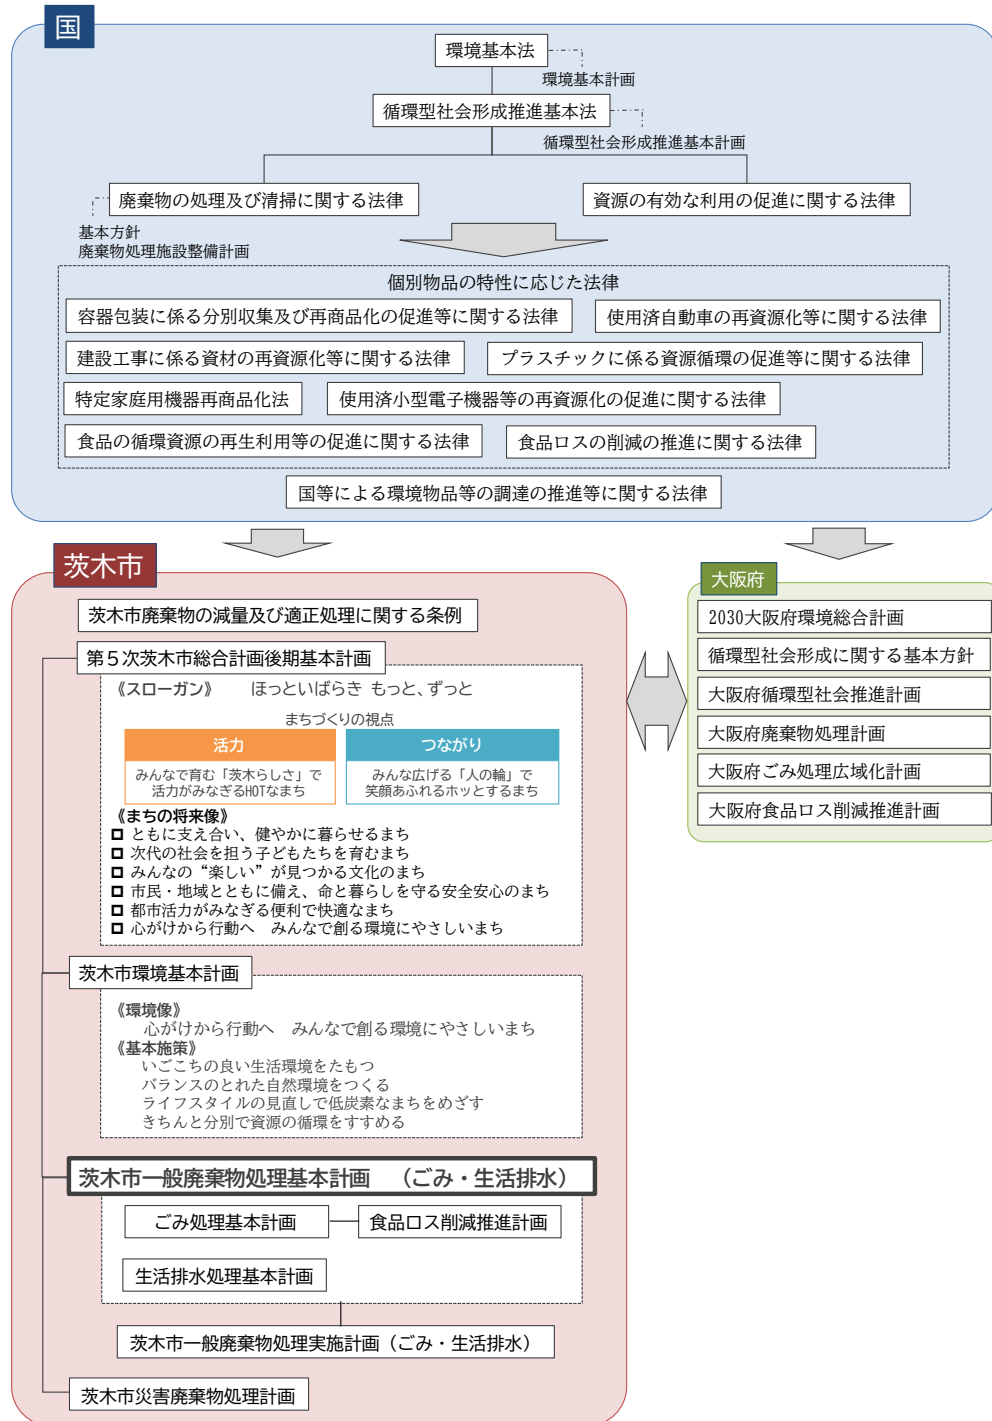 国
環境基本法
環境基本計画
循環型社会形成推進基本法
循環型社会形成推進基本計画
廃棄物の処理及び清掃に関する法律
資源の有効な利用の促進に関する法律
基本方針
廃棄物処理施設整備計画
個別物品の特性に応じた法律
容器包装に係る分別収集及び再商品化の促進等に関する法律
使用済自動車の再資源化等に関する法律
建設工事に係る資材の再資源化等に関する法律
プラスチックに係る資源循環の促進等に関する法律
特定家庭用機器再商品化法
使用済小型電子機器等の再資源化の促進に関する法律
食品の循環資源の再生利用等の促進に関する法律
食品ロスの削減の推進に関する法律
国等による環境物品等の調達の推進等に関する法律
茨木市
茨木市廃棄物の減量及び適正処理に関する条例
第5次茨木市総合計画後期基本計画
《スローガン》 ほっといばらき もっと、ずっと
まちづくりの視点
活力
みんなで育む「茨木らしさ」で
活力がみなぎるHOTなまち
つながり
みんな広げる「人の輪」で
笑顔あふれるホッとするまち
《まちの将来像》
ともに支え合い、健やかに暮らせるまち
次代の社会を担う子どもたちを育むまち
みんなの“楽しい”が見つかる文化のまち
市民・地域とともに備え、命と暮らしを守る安全安心のまち
都市活力がみなぎる便利で快適なまち
心がけから行動へ みんなで創る環境にやさしいまち
茨木市環境基本計画
《環境像》
心がけから行動へ みんなで創る環境にやさしいまち
《基本施策》
いごこちの良い生活環境をたもつ
バランスのとれた自然環境をつくる
ライフスタイルの見直しで低炭素なまちをめざす
きちんと分別で資源の循環をすすめる
茨木市一般廃棄物処理基本計画 （ごみ・生活排水）
ごみ処理基本計画
食品ロス削減推進計画
生活排水処理基本計画
茨木市一般廃棄物処理実施計画（ごみ・生活排水）
茨木市災害廃棄物処理計画
大阪府
2030大阪府環境総合計画
循環型社会形成に関する基本方針
大阪府循環型社会推進計画
大阪府廃棄物処理計画
大阪府ごみ処理広域化計画
大阪府食品ロス削減推進計画